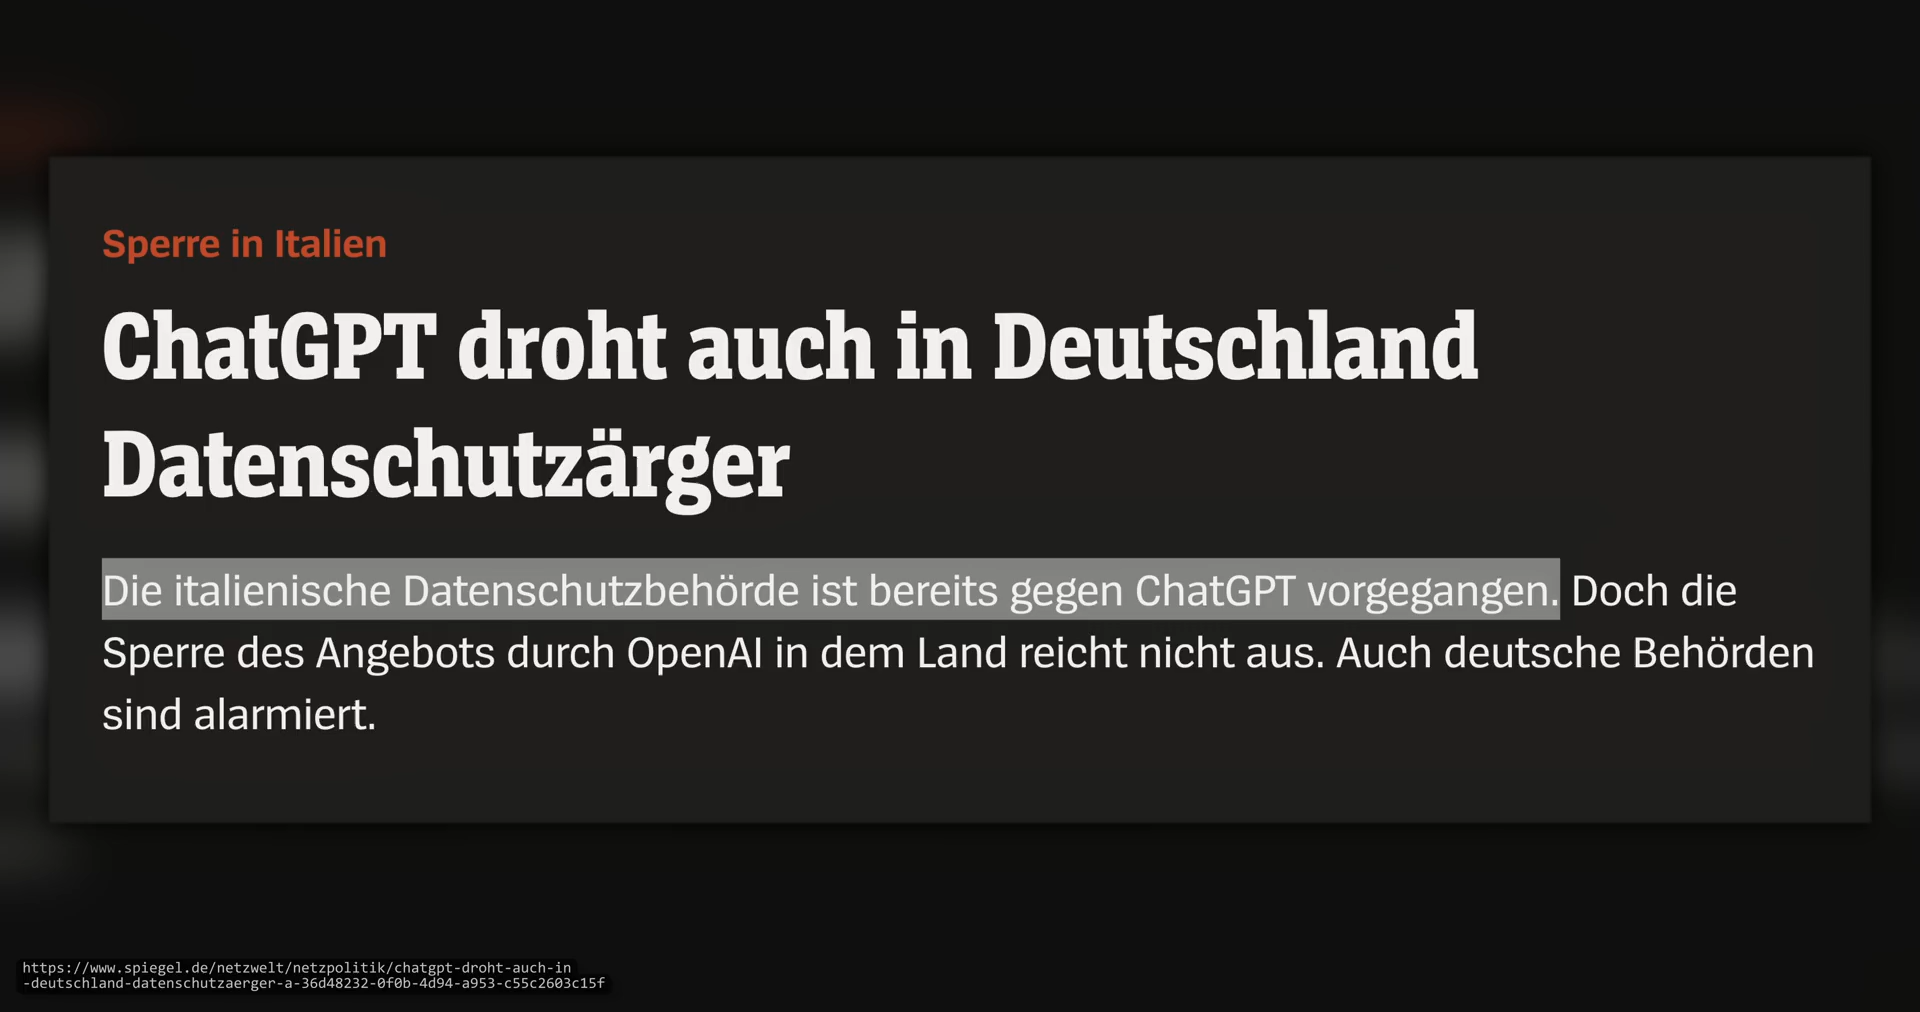 Sperre in Italien
ChatGPT droht auch in Deutschland
Datenschutzärger
Die italienische Datenschutzbehörde ist bereits gegen ChatGPT vorgegangen. Doch die
Sperre des Angebots durch OpenAI in dem Land reicht nicht aus. Auch deutsche Behörden
sind alarmiert.
https://www.spiegel.de/netzwelt/netzpolitik/chatgpt-droht-auch-in
-deutschland-datenschutzaerger-a-36d48232-0f0b-4d94-a953-c55c2603c15f